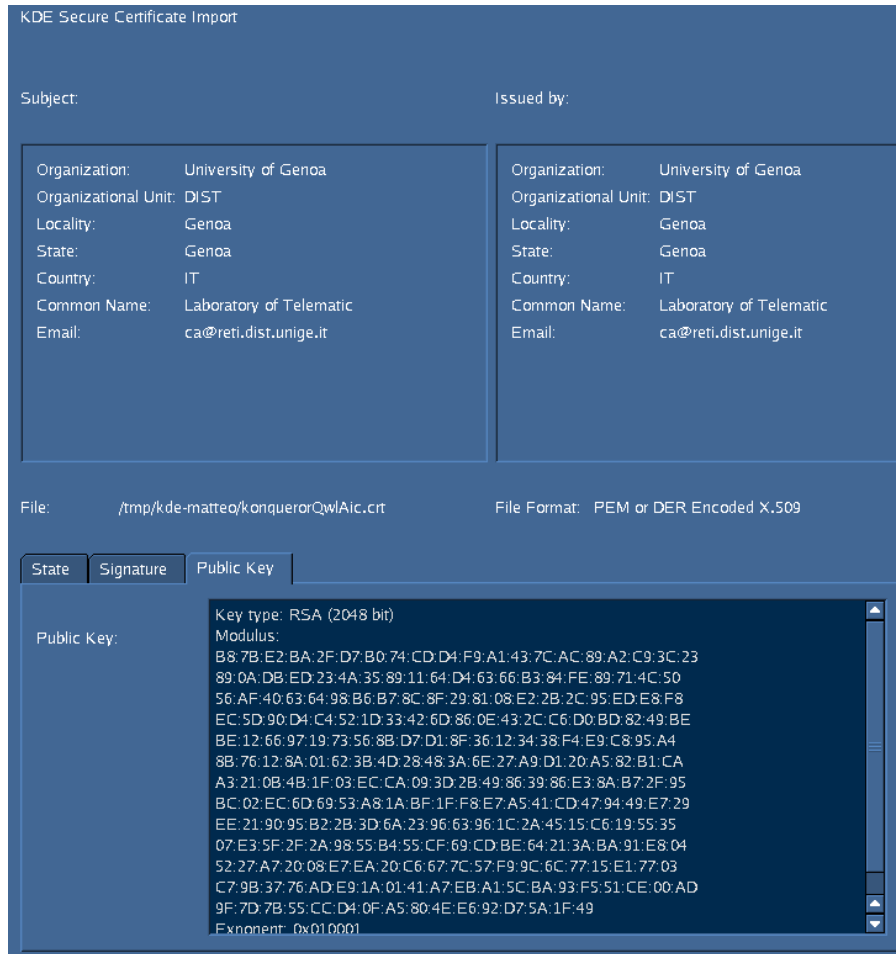 KDE Secure Certificate Import
Subject:
Issued by:
Organization: University of Genoa
Organizational Unit: DIST
Locality: Genoa
State: Genoa
Country: IT
Common Name: Laboratory of Telematic
Email: ca@reti.dist.unige.it
Organization: University of Genoa
Organizational Unit: DIST
Locality: Genoa
State: Genoa
Country: IT
Common Name: Laboratory of Telematic
Email: ca@reti.dist.unige.it
File: /tmp/kde-matteo/konquerorQwlAic.crt
File Format: PEM or DER Encoded X.509
State Signature Public Key
Public Key:
Key type: RSA (2048 bit)
Modulus:
B8:7B:E2:BA:2F:D7:B0:74:CD:D4:F9:A1:43:7C:AC:89:A2:C9:3C:23
89:0A:DB:ED:23:4A:35:89:11:64:D4:63:66:B3:84:FE:89:71:4C:50
56:AF:40:63:64:98:B6:B7:8C:8F:29:81:08:E2:2B:2C:95:ED:E8:F8
EC:5D:90:D4:C4:52:1D:33:42:6D:86:0E:43:2C:C6:D0:BD:82:49:BE
BE:12:66:97:19:73:56:8B:D7:D1:8F:36:12:34:38:F4:E9:C8:95:A4
8B:76:12:8A:01:62:3B:4D:28:48:3A:6E:27:A9:D1:20:A5:82:B1:CA
A3:21:0B:4B:1F:03:EC:CA:09:3D:2B:49:86:39:86:E3:8A:B7:2F:95
BC:02:EC:6D:69:53:A8:1A:BF:1F:F8:E7:A5:41:CD:47:94:49:E7:29
EE:21:90:95:B2:2B:3D:6A:23:96:63:96:1C:2A:45:15:C6:19:55:35
07:E3:5F:2F:2A:98:55:B4:55:CF:69:CD:BE:64:21:3A:BA:91:E8:04
52:27:A7:20:08:E7:EA:20:C6:67:7C:57:F9:9C:6C:77:15:E1:77:03
C7:9B:37:76:AD:E9:1A:01:41:A7:EB:A1:5C:BA:93:F5:51:CE:00:AD
9F:7D:7B:55:CC:D4:0F:A5:80:4E:E6:92:D7:5A:1F:49
Exponent: 0x010001